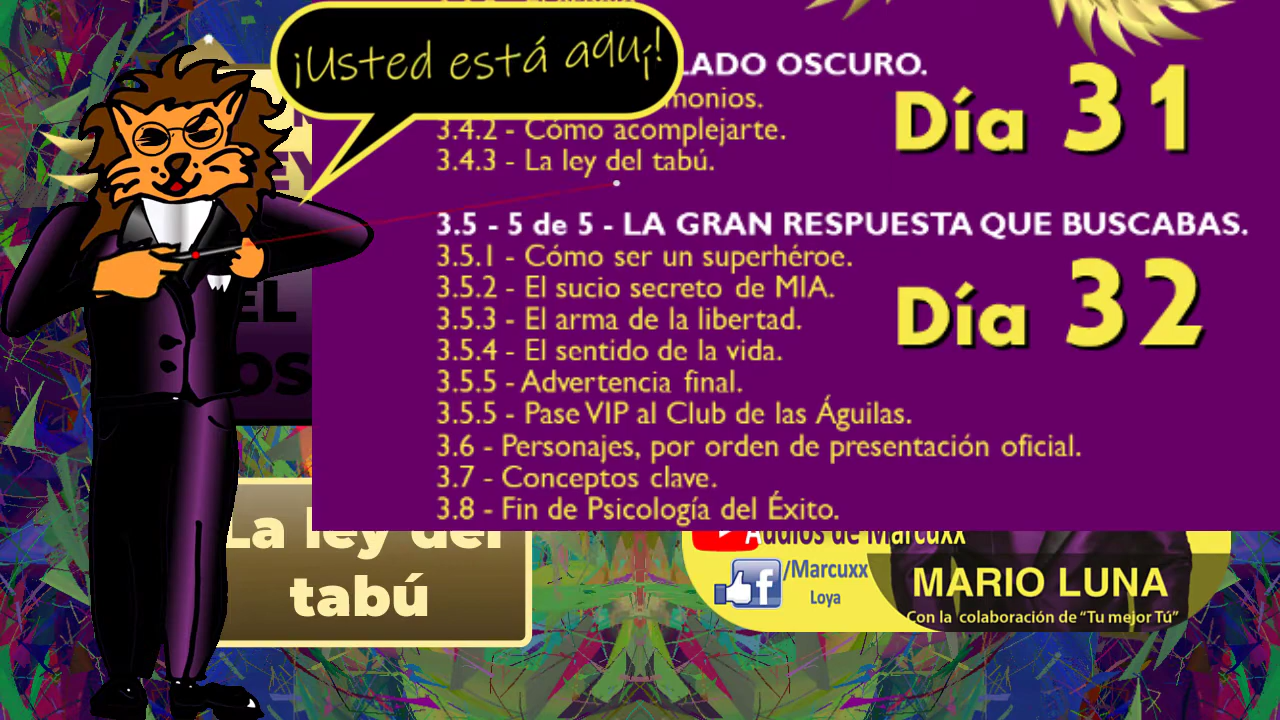 ¡Usted está aquí!
LADO OSCURO.
monios.
3.4.2 - Cómo acomplejarte.
3.4.3 - La ley del tabú.
Día 31
3.5 - 5 de 5 - LA GRAN RESPUESTA QUE BUSCABAS.
3.5.1 - Cómo ser un superhéroe.
3.5.2 - El sucio secreto de MIA.
3.5.3 - El arma de la libertad.
3.5.4 - El sentido de la vida.
3.5.5 - Advertencia final.
3.5.5 - Pase VIP al Club de las Águilas.
3.6 - Personajes, por orden de presentación oficial.
3.7 - Conceptos clave.
3.8 - Fin de Psicología del Éxito.
Día 32
EL
OS
La ley del
tabú
Audios de Marcuxx
/Marcuxx
Loya
MARIO LUNA
Con la colaboración de “Tu mejor Tú”